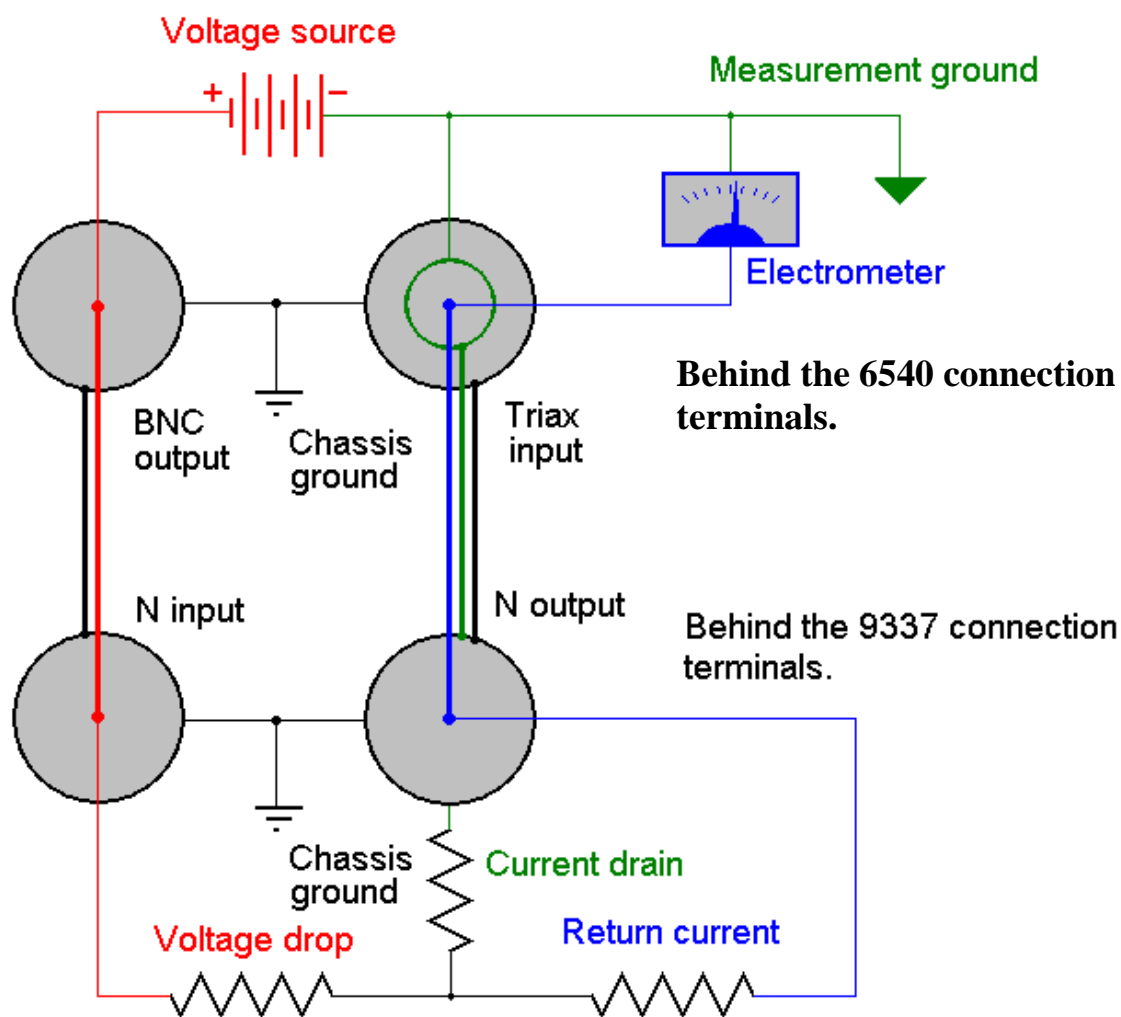 Voltage source
Measurement ground
+
−
Electrometer
Behind the 6540 connection
terminals.
BNC
output
Chassis
ground
Triax
input
N input
N output
Behind the 9337 connection
terminals.
Chassis
ground
Current drain
Voltage drop
Return current